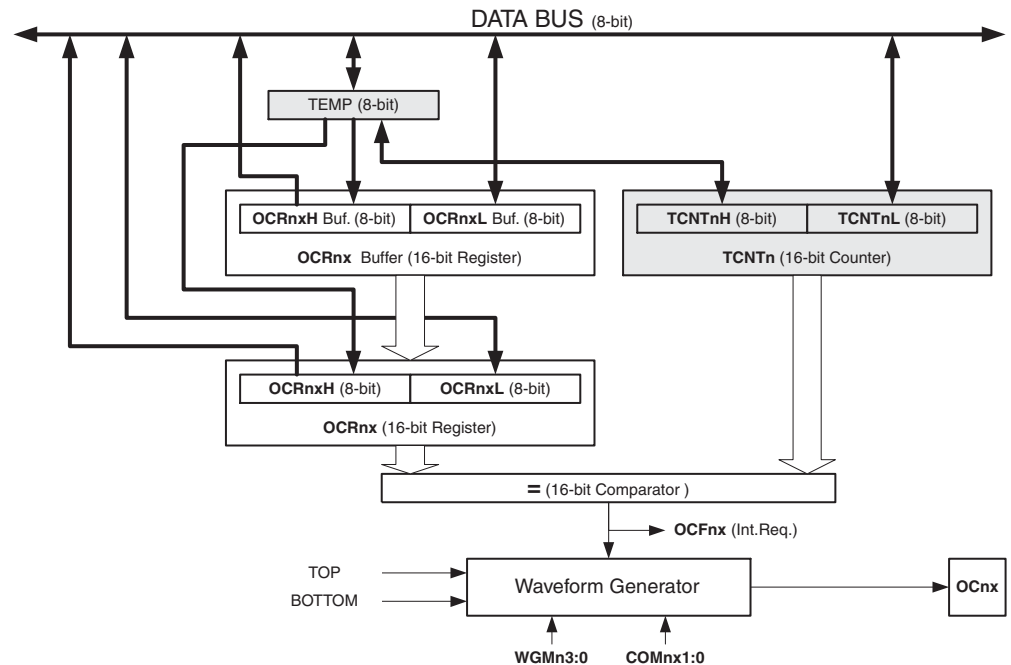 DATA BUS (8-bit)
TEMP (8-bit)
OCRnxH Buf. (8-bit) OCRnxL Buf. (8-bit)
OCRnx Buffer (16-bit Register)
TCNTnH (8-bit) TCNTnL (8-bit)
TCNTn (16-bit Counter)
OCRnxH (8-bit) OCRnxL (8-bit)
OCRnx (16-bit Register)
= (16-bit Comparator )
OCFnx (Int.Req.)
TOP
BOTTOM
Waveform Generator
OCnx
WGMn3:0 COMnx1:0